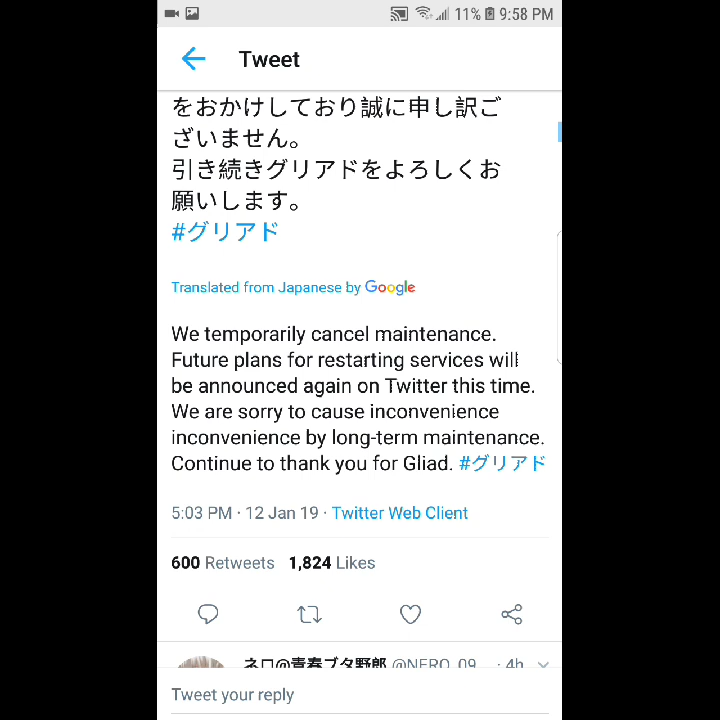 11% 9:58 PM
Tweet
をおかけしており誠に申し訳ご
ざいません。
引き続きグリアドをよろしくお
願いします。
#グリアド
Translated from Japanese by Google
We temporarily cancel maintenance.
Future plans for restarting services will
be announced again on Twitter this time.
We are sorry to cause inconvenience
inconvenience by long-term maintenance.
Continue to thank you for Gliad. #グリアド
5:03 PM · 12 Jan 19 · Twitter Web Client
600 Retweets 1,824 Likes
ネロ@青春ブタ野郎 @NERO_09... · 4h
Tweet your reply